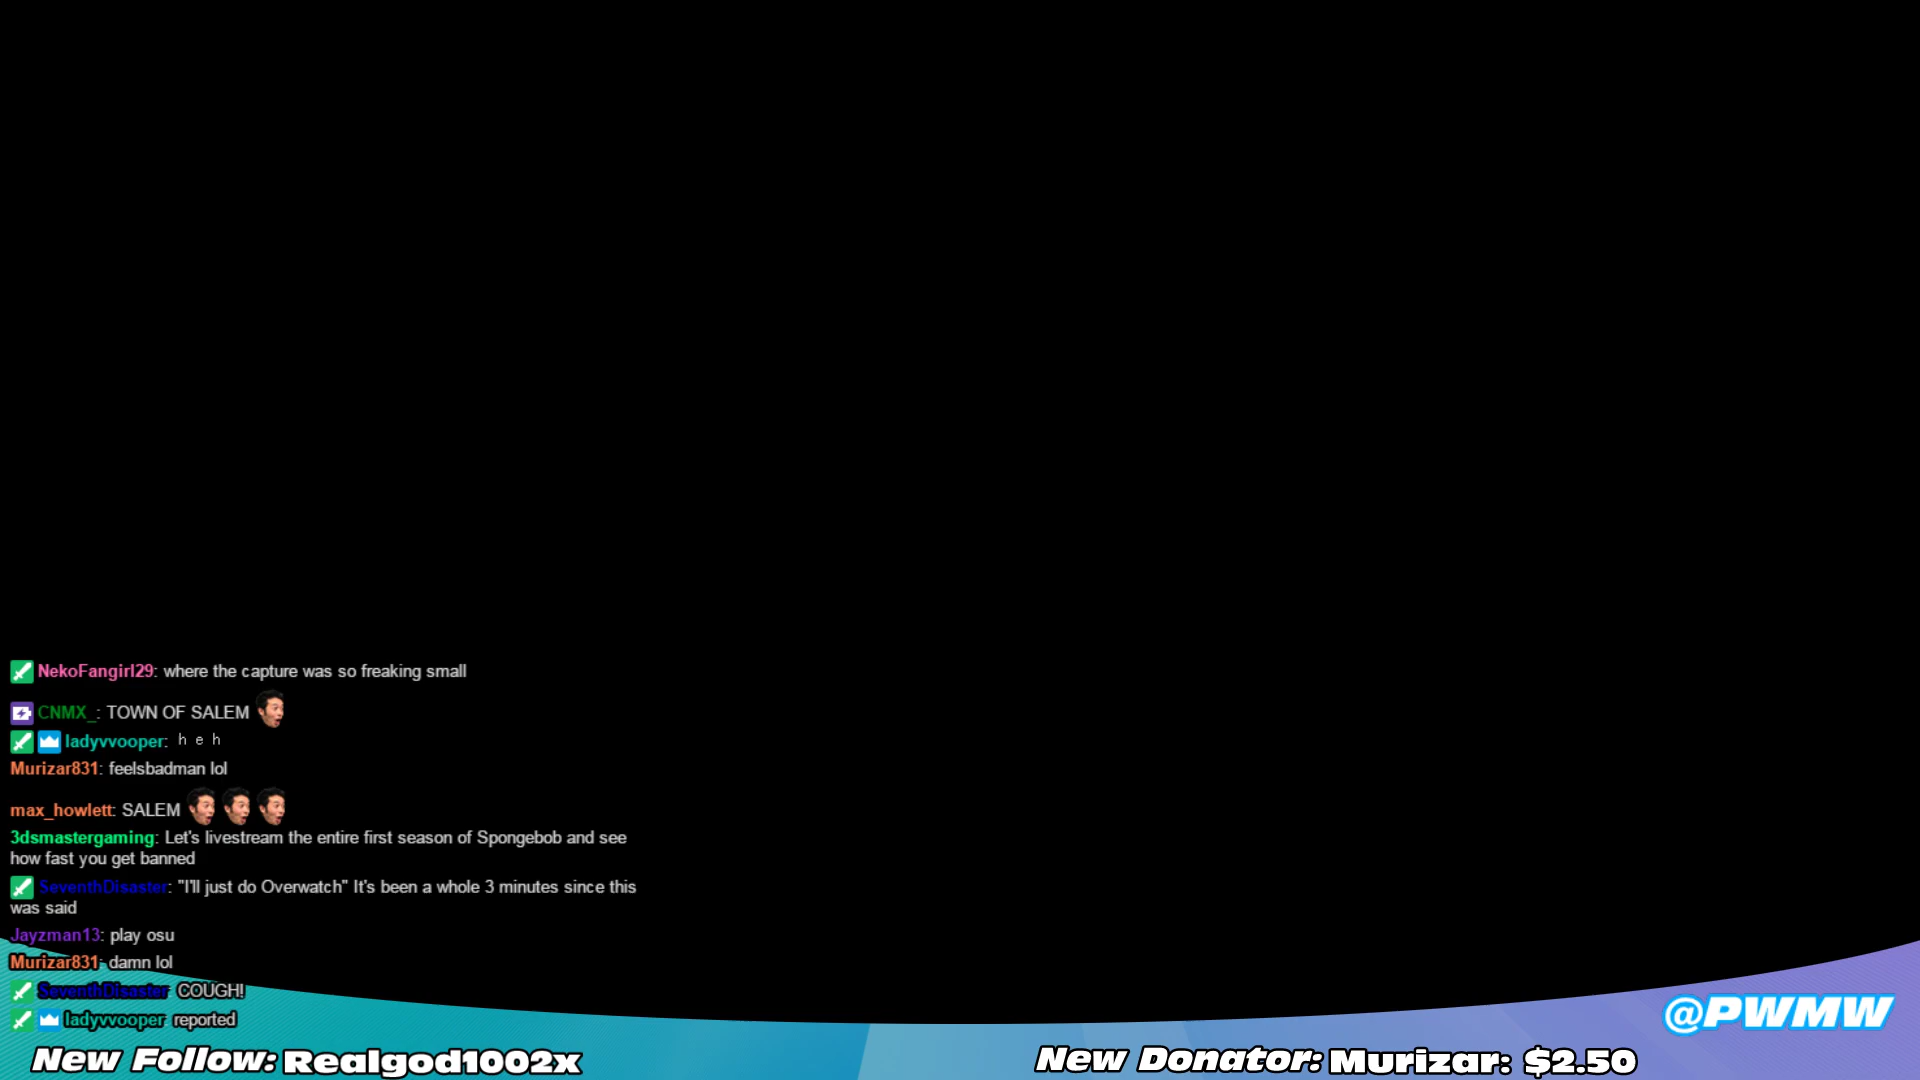 NekoFangirl29: where the capture was so freaking small
CNMX_: TOWN OF SALEM
ladyvvooper: h e h
Murizar831: feelsbadman lol
max_howlett: SALEM
3dsmastergaming: Let's livestream the entire first season of Spongebob and see
how fast you get banned
SeventhDisaster: "I'll just do Overwatch" It's been a whole 3 minutes since this
was said
Jayzman13: play osu
Murizar831: damn lol
SeventhDisaster: COUGH!
ladyvvooper: reported
@PWMW
New Follow: Realgod1002x
New Donator: Murizar: $2.50